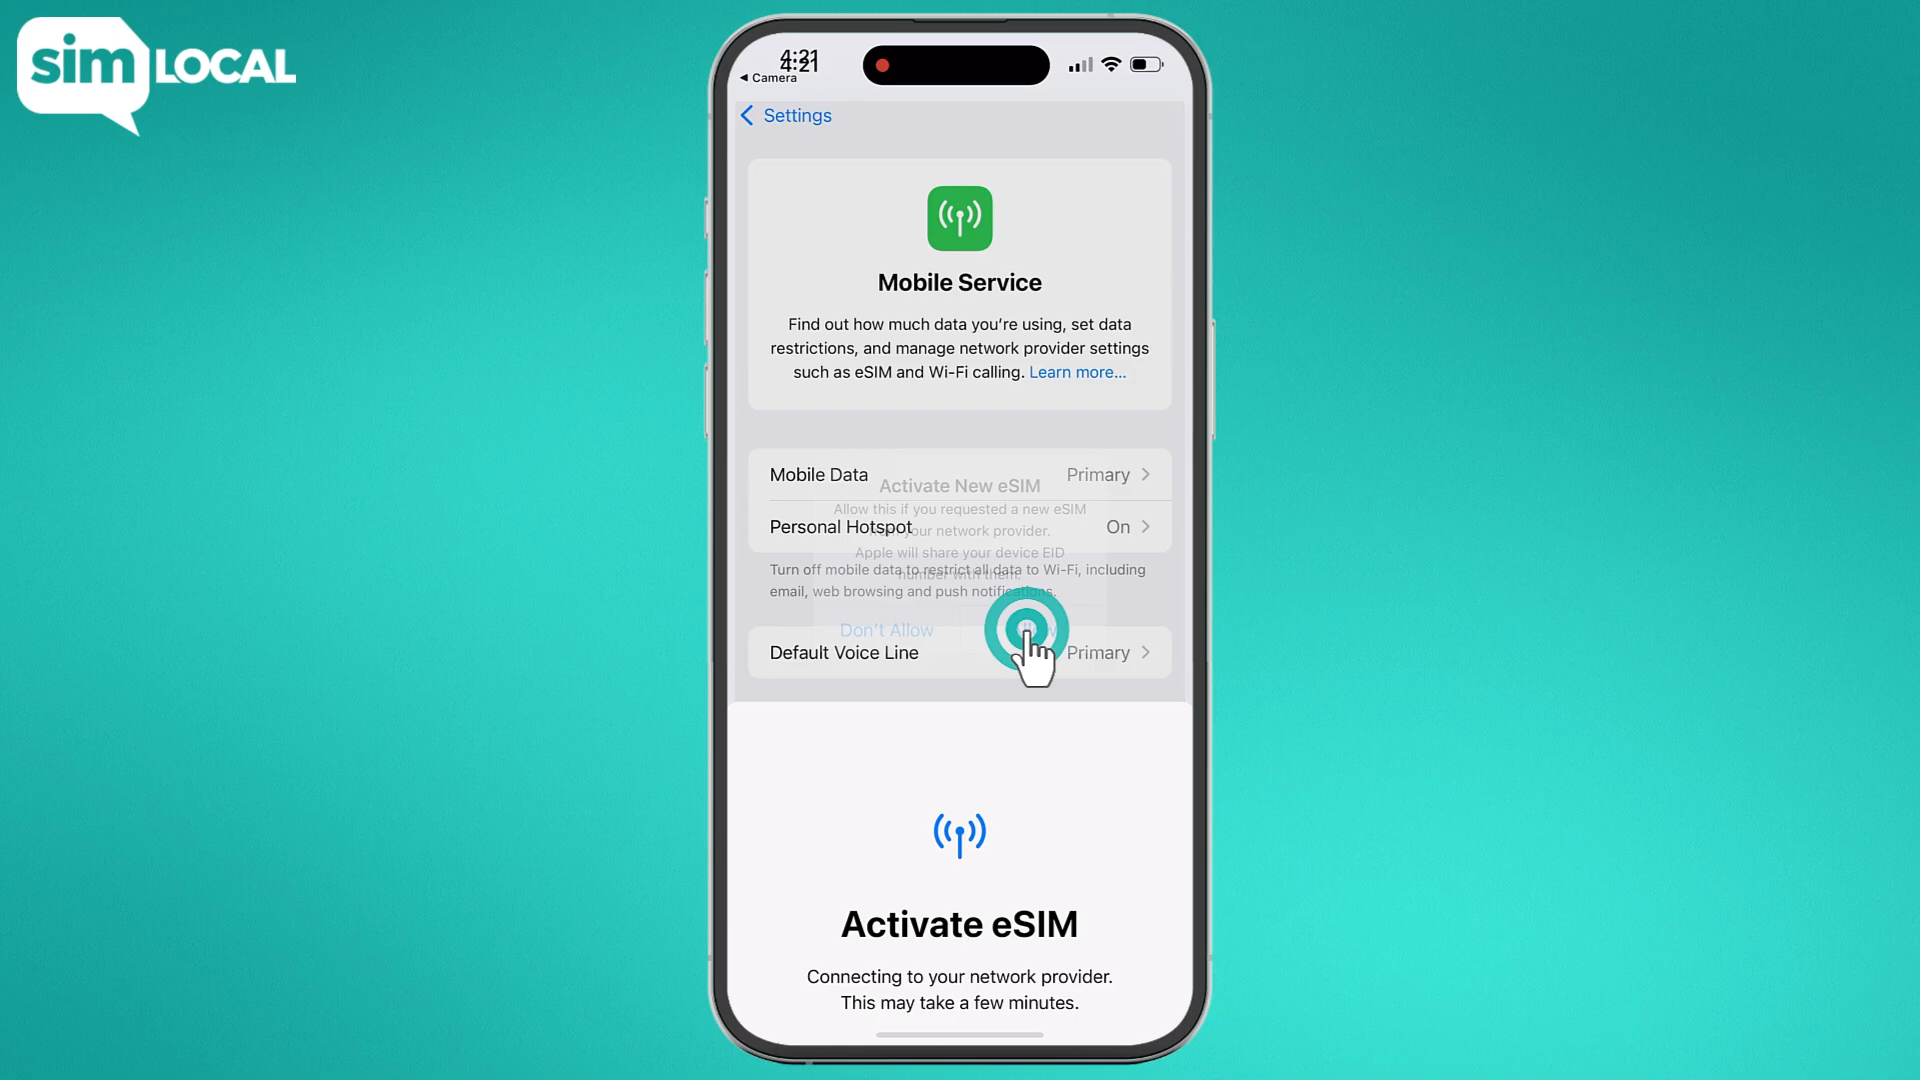 sim LOCAL
4:21
Camera
Settings
Mobile Service
Find out how much data you're using, set data
restrictions, and manage network provider settings
such as eSIM and Wi-Fi calling. Learn more...
Mobile Data Primary
Activate New eSIM
Allow this if you requested a new eSIM
Personal Hotspot On
from your network provider.
Apple will share your device EID
number with them.
Turn off mobile data to restrict all data to Wi-Fi, including
email, web browsing and push notifications.
Don't Allow
Default Voice Line Primary
Activate eSIM
Connecting to your network provider.
This may take a few minutes.